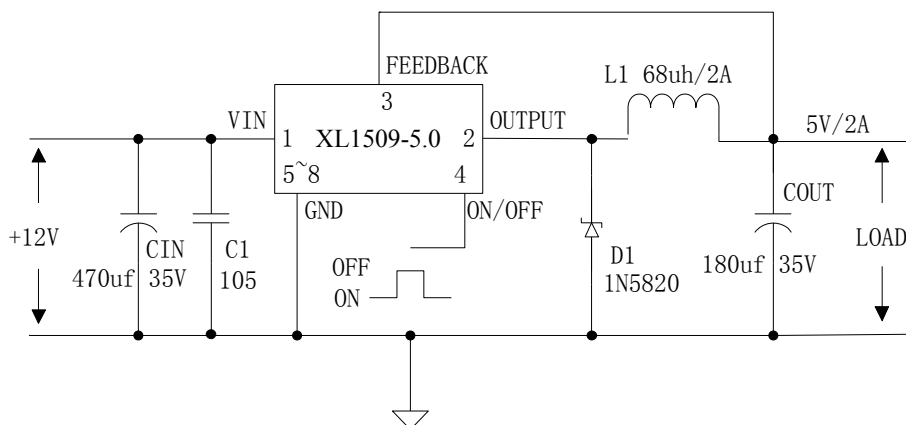 FEEDBACK
L1 68uh/2A
3
VIN
1
XL1509-5.0
2
OUTPUT
5V/2A
5~8
4
GND
ON/OFF
COUT
+12V
CIN
C1
OFF
D1
LOAD
470uf 35V
105
ON
1N5820
180uf 35V